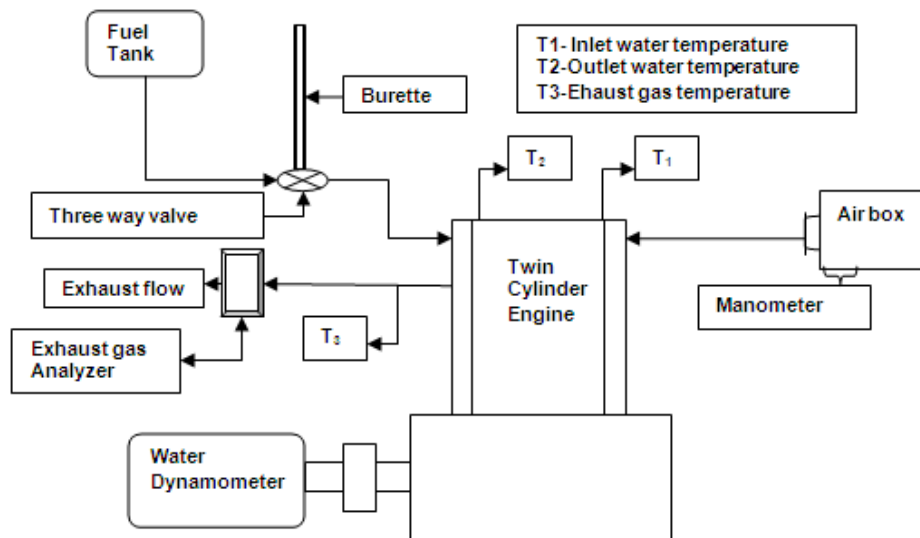 Fuel
Tank
T1- Inlet water temperature
T2-Outlet water temperature
T3-Ehaust gas temperature
Burette
T₂
T₁
Three way valve
Air box
Exhaust flow
Twin
Cylinder
Engine
Manometer
T₃
Exhaust gas
Analyzer
Water
Dynamometer